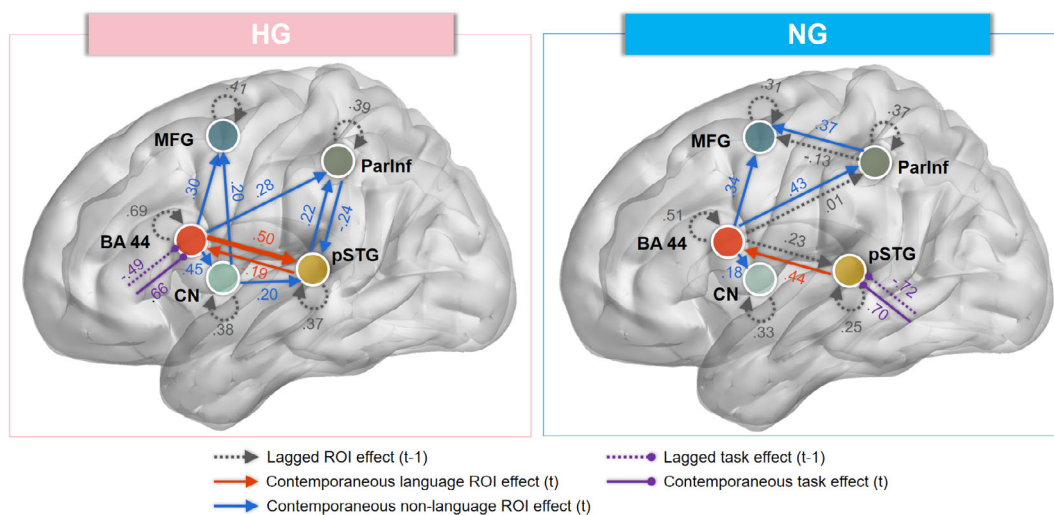 HG
NG
.41
MFG
.39
ParInf
.30
.20
.28
.22
-.24
.69
BA 44
.50
.19
pSTG
-.49
.66
.45
CN
.20
.38
.37
.31
MFG
.37
.37
-.13
ParInf
.34
.43
.01
.51
BA 44
.23
pSTG
.18
.44
CN
-.72
.70
.33
.25
Lagged ROI effect (t-1)
Contemporaneous language ROI effect (t)
Contemporaneous non-language ROI effect (t)
Lagged task effect (t-1)
Contemporaneous task effect (t)